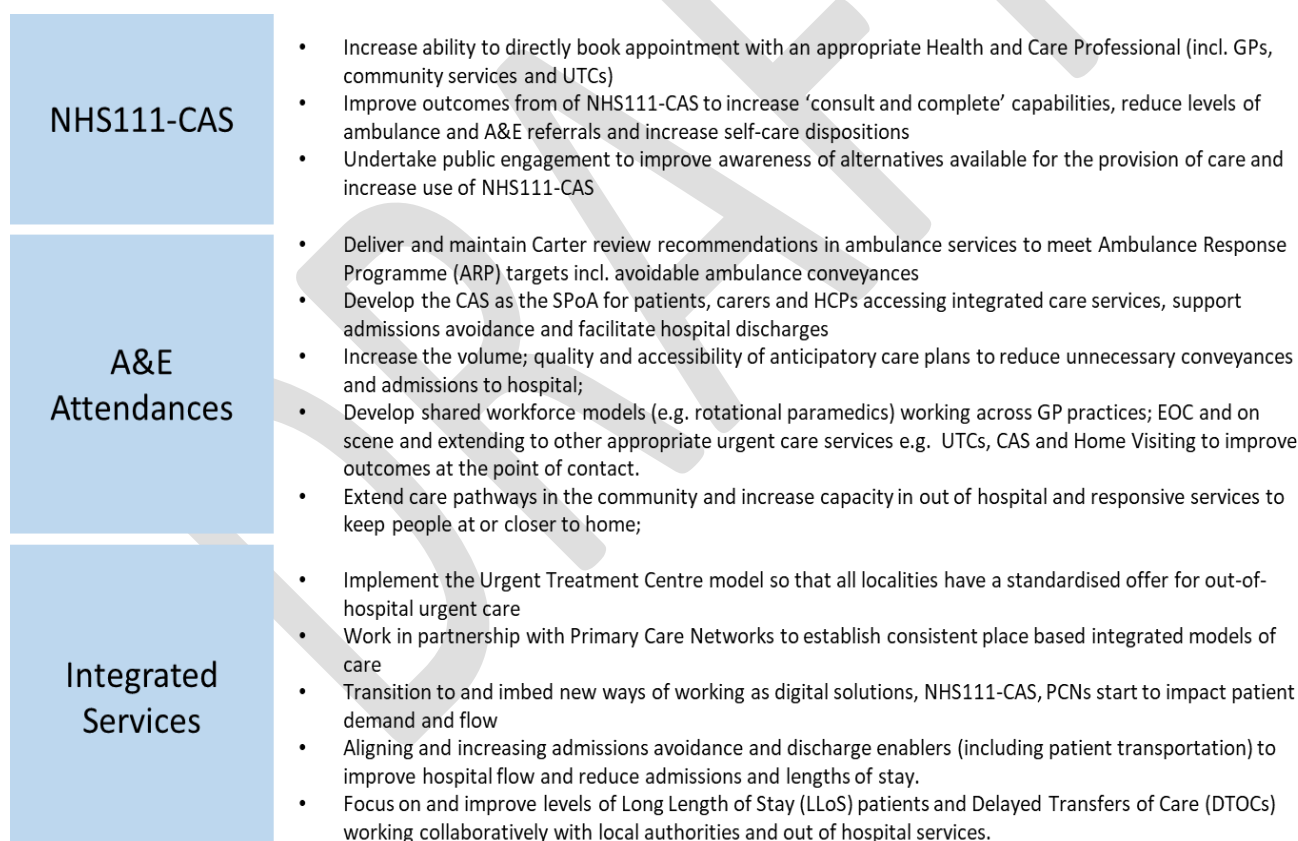 NHS111-CAS
• Increase ability to directly book appointment with an appropriate Health and Care Professional (incl. GPs,
community services and UTCs)
• Improve outcomes from of NHS111-CAS to increase ‘consult and complete’ capabilities, reduce levels of
ambulance and A&E referrals and increase self-care dispositions
• Undertake public engagement to improve awareness of alternatives available for the provision of care and
increase use of NHS111-CAS
A&E
Attendances
• Deliver and maintain Carter review recommendations in ambulance services to meet Ambulance Response
Programme (ARP) targets incl. avoidable ambulance conveyances
• Develop the CAS as the SPoA for patients, carers and HCPs accessing integrated care services, support
admissions avoidance and facilitate hospital discharges
• Increase the volume; quality and accessibility of anticipatory care plans to reduce unnecessary conveyances
and admissions to hospital;
• Develop shared workforce models (e.g. rotational paramedics) working across GP practices; EOC and on
scene and extending to other appropriate urgent care services e.g. UTCs, CAS and Home Visiting to improve
outcomes at the point of contact.
• Extend care pathways in the community and increase capacity in out of hospital and responsive services to
keep people at or closer to home;
Integrated
Services
• Implement the Urgent Treatment Centre model so that all localities have a standardised offer for out-of-
hospital urgent care
• Work in partnership with Primary Care Networks to establish consistent place based integrated models of
care
• Transition to and imbed new ways of working as digital solutions, NHS111-CAS, PCNs start to impact patient
demand and flow
• Aligning and increasing admissions avoidance and discharge enablers (including patient transportation) to
improve hospital flow and reduce admissions and lengths of stay.
• Focus on and improve levels of Long Length of Stay (LLoS) patients and Delayed Transfers of Care (DTOCs)
working collaboratively with local authorities and out of hospital services.